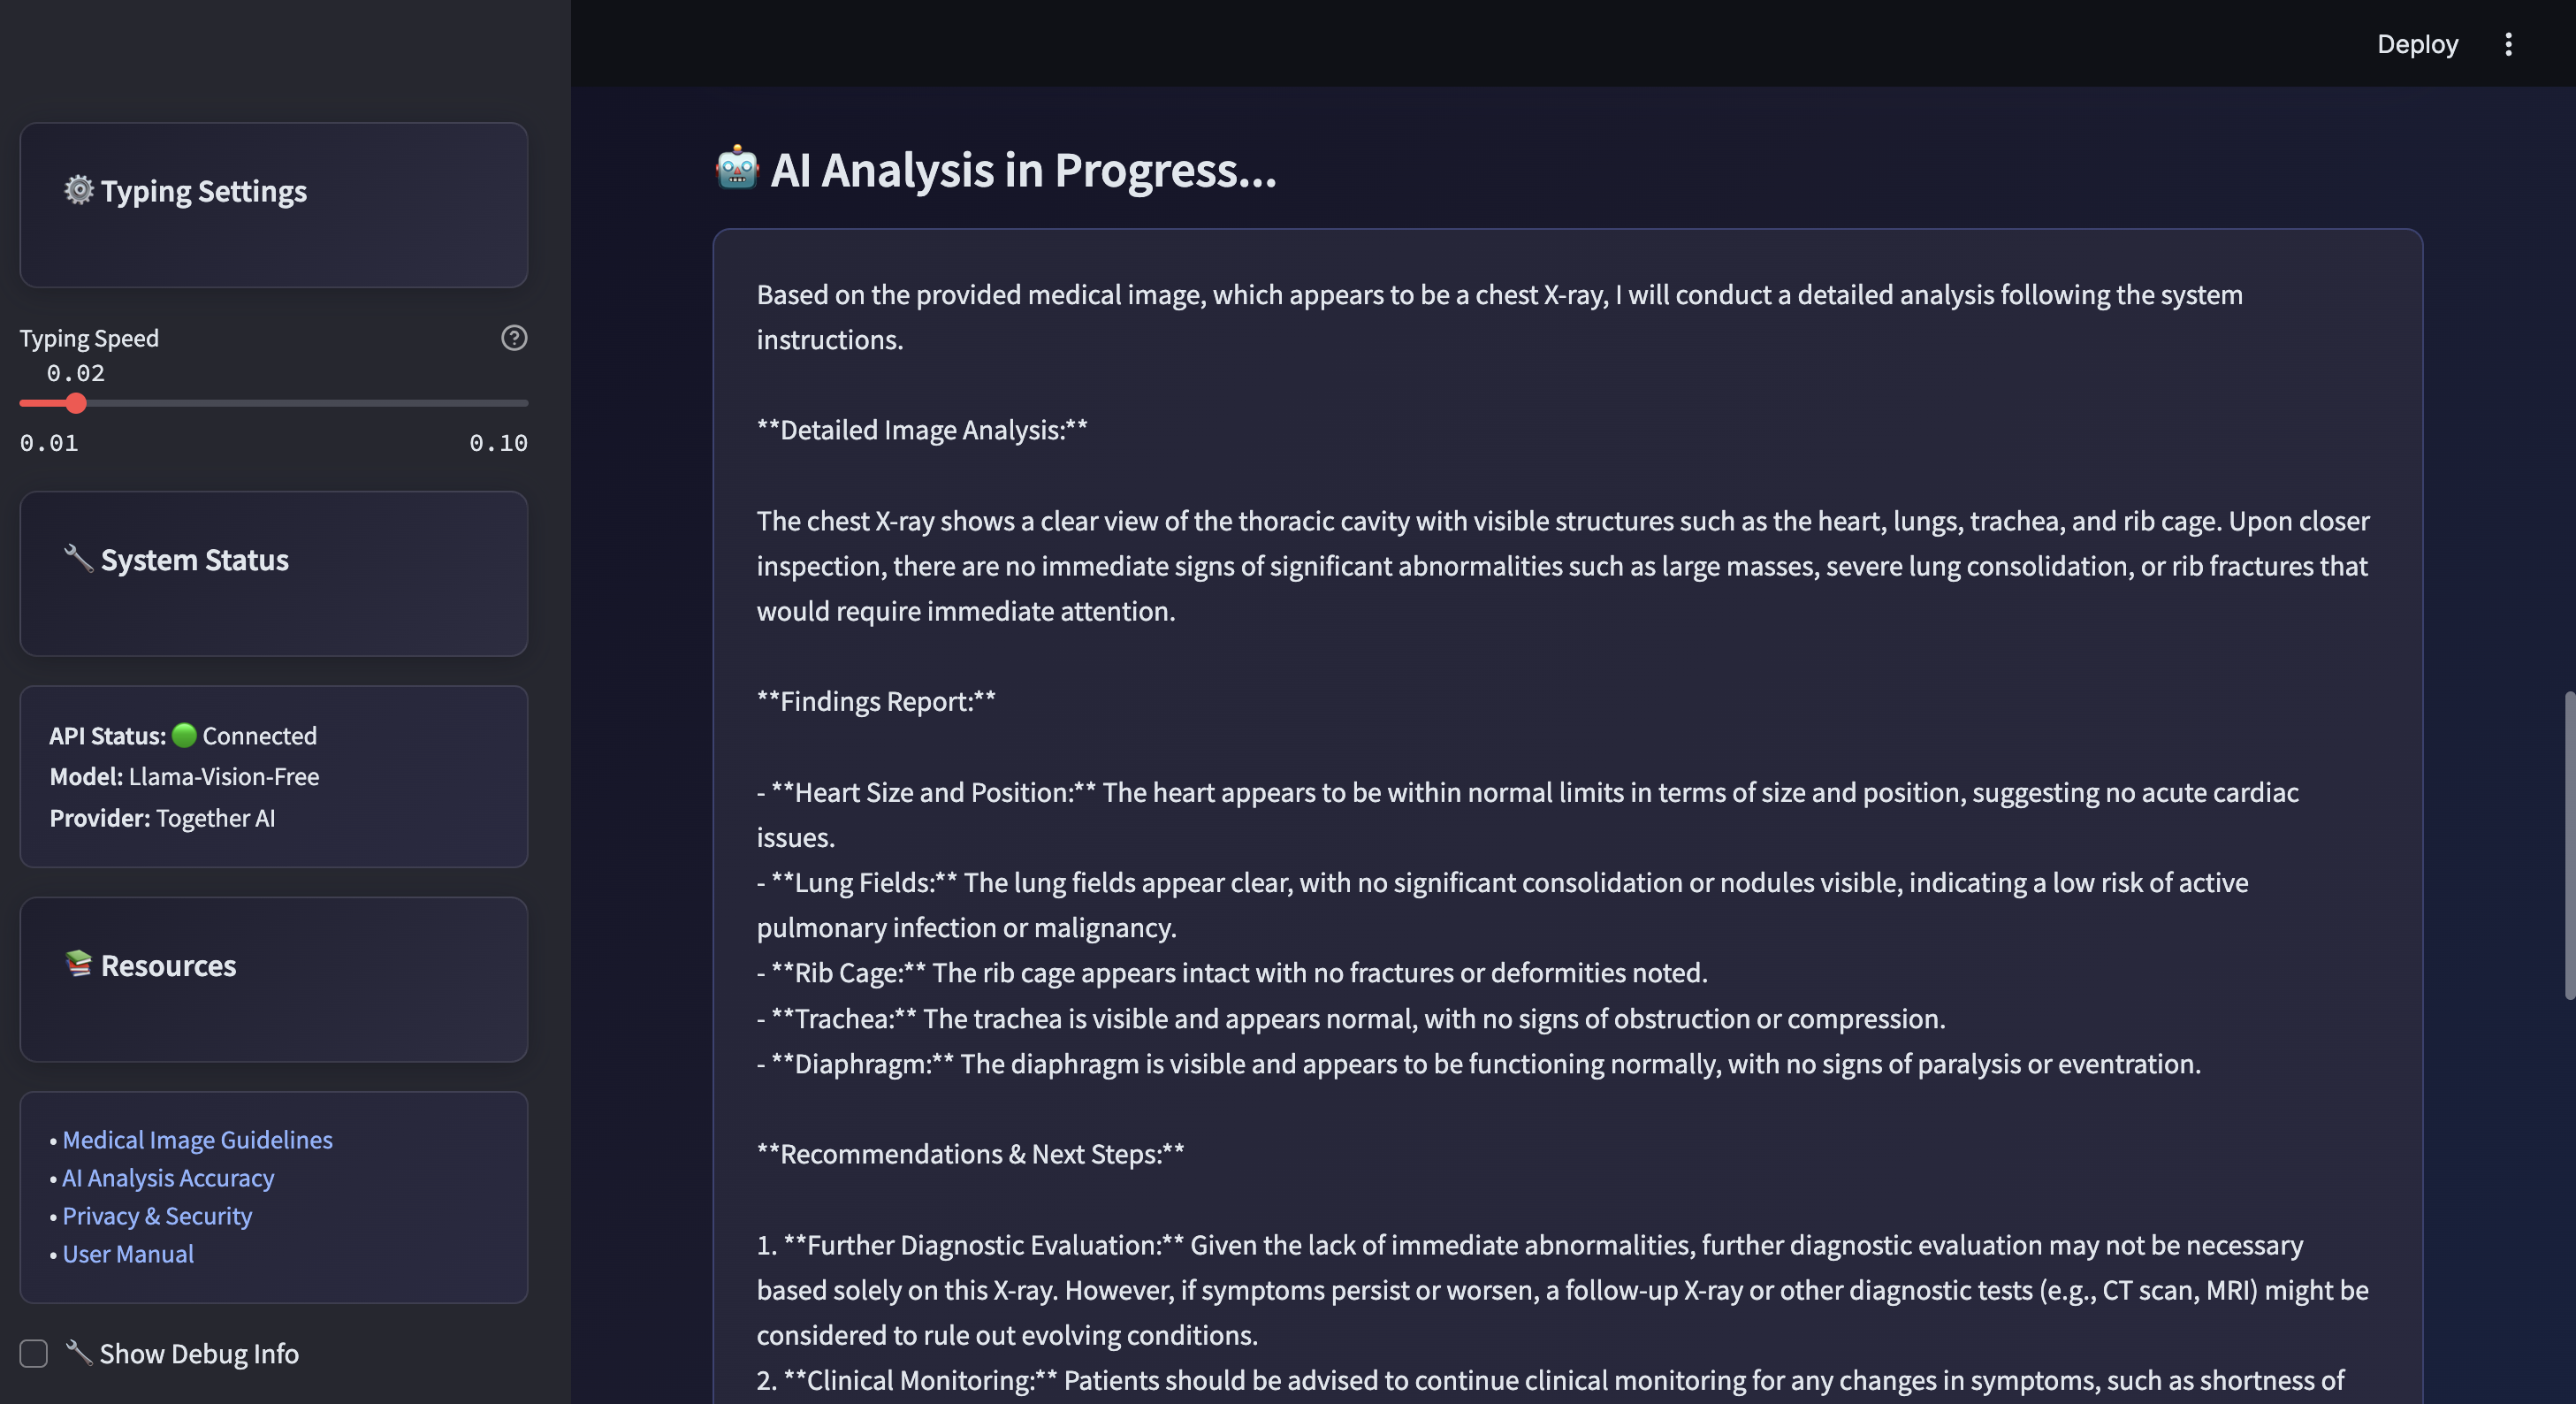 Deploy
⚙️ Typing Settings
Typing Speed
0.02
0.01 0.10
🔧 System Status
API Status: 🟢 Connected
Model: Llama-Vision-Free
Provider: Together AI
📚 Resources
• Medical Image Guidelines
• AI Analysis Accuracy
• Privacy & Security
• User Manual
🔧 Show Debug Info
🤖 AI Analysis in Progress...
Based on the provided medical image, which appears to be a chest X-ray, I will conduct a detailed analysis following the system
instructions.
**Detailed Image Analysis:**
The chest X-ray shows a clear view of the thoracic cavity with visible structures such as the heart, lungs, trachea, and rib cage. Upon closer
inspection, there are no immediate signs of significant abnormalities such as large masses, severe lung consolidation, or rib fractures that
would require immediate attention.
**Findings Report:**
- **Heart Size and Position:** The heart appears to be within normal limits in terms of size and position, suggesting no acute cardiac
issues.
- **Lung Fields:** The lung fields appear clear, with no significant consolidation or nodules visible, indicating a low risk of active
pulmonary infection or malignancy.
- **Rib Cage:** The rib cage appears intact with no fractures or deformities noted.
- **Trachea:** The trachea is visible and appears normal, with no signs of obstruction or compression.
- **Diaphragm:** The diaphragm is visible and appears to be functioning normally, with no signs of paralysis or eventration.
**Recommendations & Next Steps:**
1. **Further Diagnostic Evaluation:** Given the lack of immediate abnormalities, further diagnostic evaluation may not be necessary
based solely on this X-ray. However, if symptoms persist or worsen, a follow-up X-ray or other diagnostic tests (e.g., CT scan, MRI) might be
considered to rule out evolving conditions.
2. **Clinical Monitoring:** Patients should be advised to continue clinical monitoring for any changes in symptoms, such as shortness of